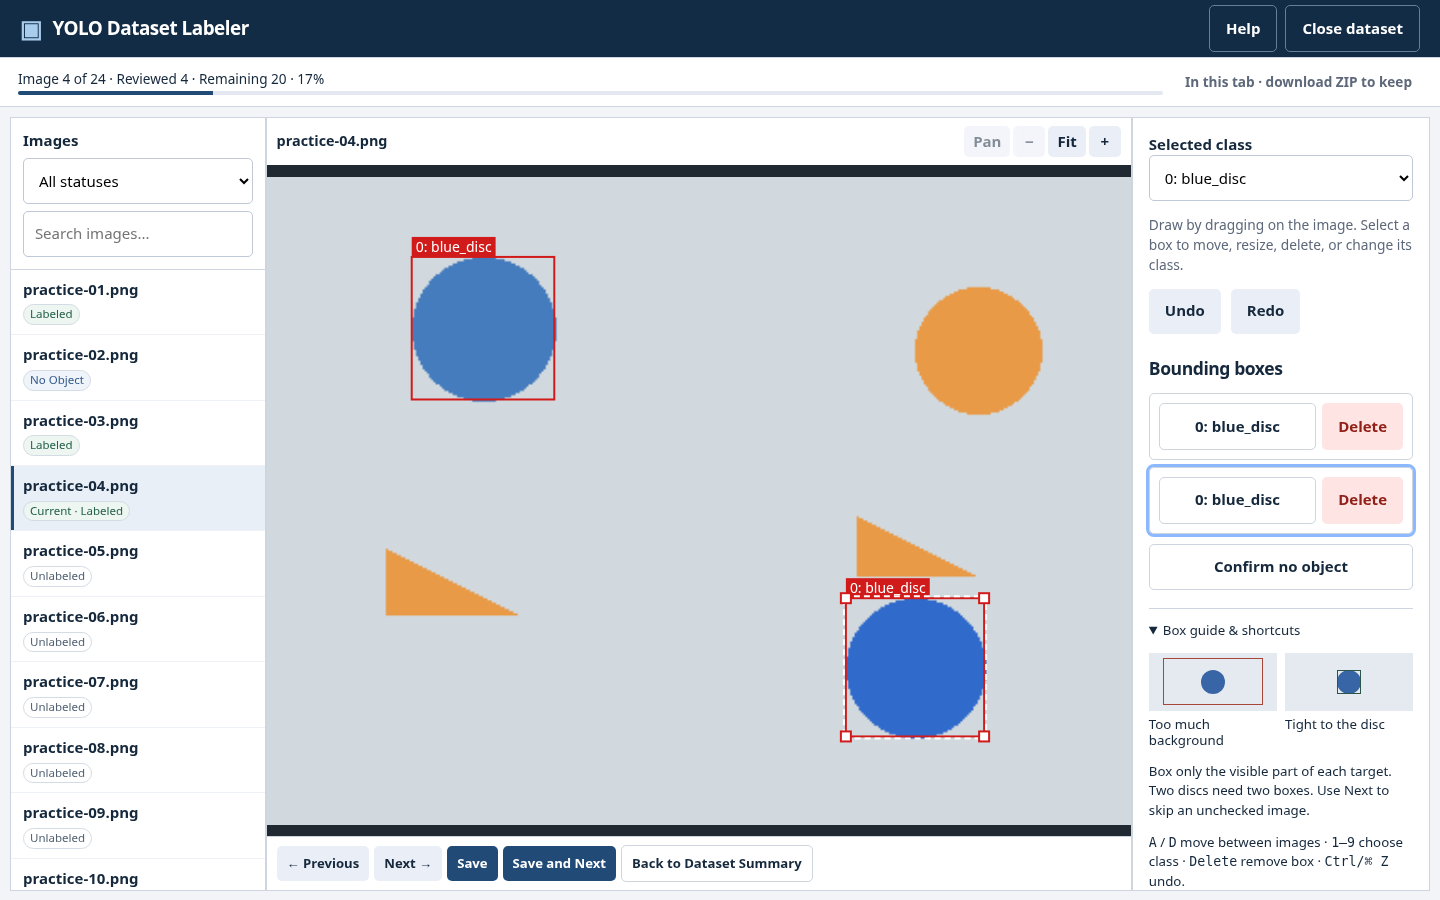 YOLO Dataset Labeler
Help
Close dataset
Image 4 of 24 · Reviewed 4 · Remaining 20 · 17%
In this tab · download ZIP to keep
Images
All statuses
Search images...
practice-01.png
Labeled
practice-02.png
No Object
practice-03.png
Labeled
practice-04.png
Current · Labeled
practice-05.png
Unlabeled
practice-06.png
Unlabeled
practice-07.png
Unlabeled
practice-08.png
Unlabeled
practice-09.png
Unlabeled
practice-10.png
practice-04.png
Pan
−
Fit
+
0: blue_disc
0: blue_disc
← Previous
Next →
Save
Save and Next
Back to Dataset Summary
Selected class
0: blue_disc
Draw by dragging on the image. Select a
box to move, resize, delete, or change its
class.
Undo
Redo
Bounding boxes
0: blue_disc
Delete
0: blue_disc
Delete
Confirm no object
▼ Box guide & shortcuts
Too much
background
Tight to the disc
Box only the visible part of each target.
Two discs need two boxes. Use Next to
skip an unchecked image.
A / D move between images · 1–9 choose
class · Delete remove box · Ctrl/⌘ Z
undo.